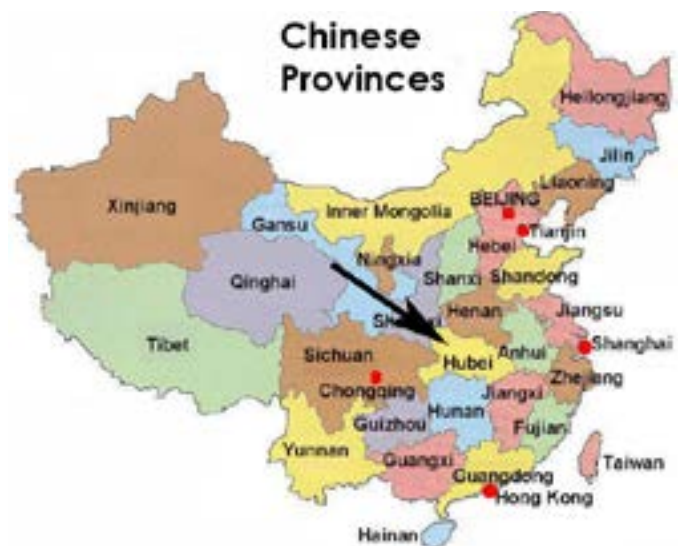 Chinese
Provinces
Heilongjiang
Jilin
Liaoning
Xinjiang
Inner Mongolia
BEIJING
Gansu
Tianjin
Hebei
Ningxia
Qinghai
Shanxi
Shandong
Henan
Jiangsu
Tibet
Sichuan
Hubei
Anhui
Shanghai
Chongqing
Zhejiang
Hunan
Jiangxi
Guizhou
Fujian
Yunnan
Guangxi
Guangdong
Taiwan
Hong Kong
Hainan